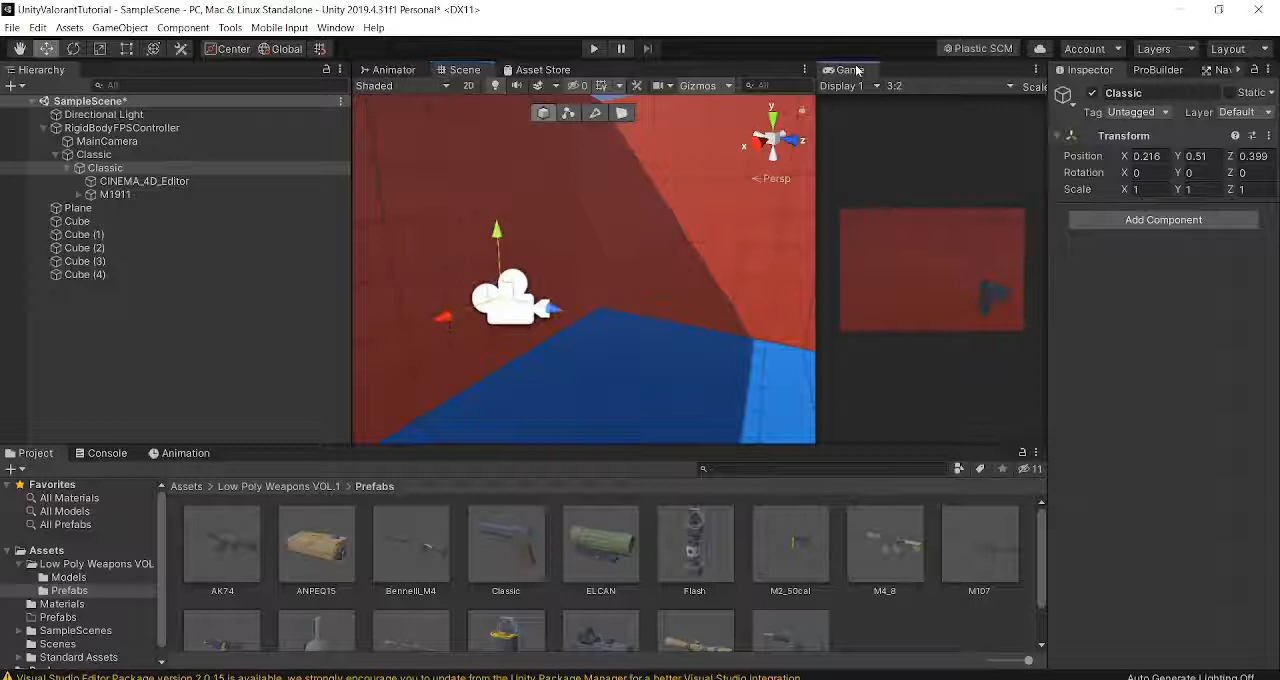 UnityValorantTutorial - SampleScene - PC, Mac & Linux Standalone - Unity 2019.4.31f1 Personal* <DX11>
File Edit Assets GameObject Component Tools Mobile Input Window Help
Center Global Plastic SCM Account Layers Layout
Hierarchy Animator Scene Asset Store Game Inspector ProBuilder Nav
All Shaded 2D 0 Gizmos All Display 1 3:2 Scale
Classic Static
Tag Untagged Layer Default
SampleScene*
Directional Light
RigidBodyFPSController
MainCamera
Classic
Classic
CINEMA_4D_Editor
M1911
Plane
Cube
Cube (1)
Cube (2)
Cube (3)
Cube (4)
y
x
z
Persp
Transform
Position X 0.216 Y 0.51 Z 0.399
Rotation X 0 Y 0 Z 0
Scale X 1 Y 1 Z 1
Add Component
Project Console Animation
11
Favorites
All Materials
All Models
All Prefabs
Assets
Low Poly Weapons VOL
Models
Prefabs
Materials
Prefabs
SampleScenes
Scenes
Standard Assets
Assets > Low Poly Weapons VOL.1 > Prefabs
AK74 ANPEQ15 Bennelli_M4 Classic ELCAN Flash M2_50cal M4_8 M107
Visual Studio Editor Package version 2.0.15 is available, we strongly encourage you to update from the Unity Package Manager for a better Visual Studio integration
Auto Generate Lighting Off